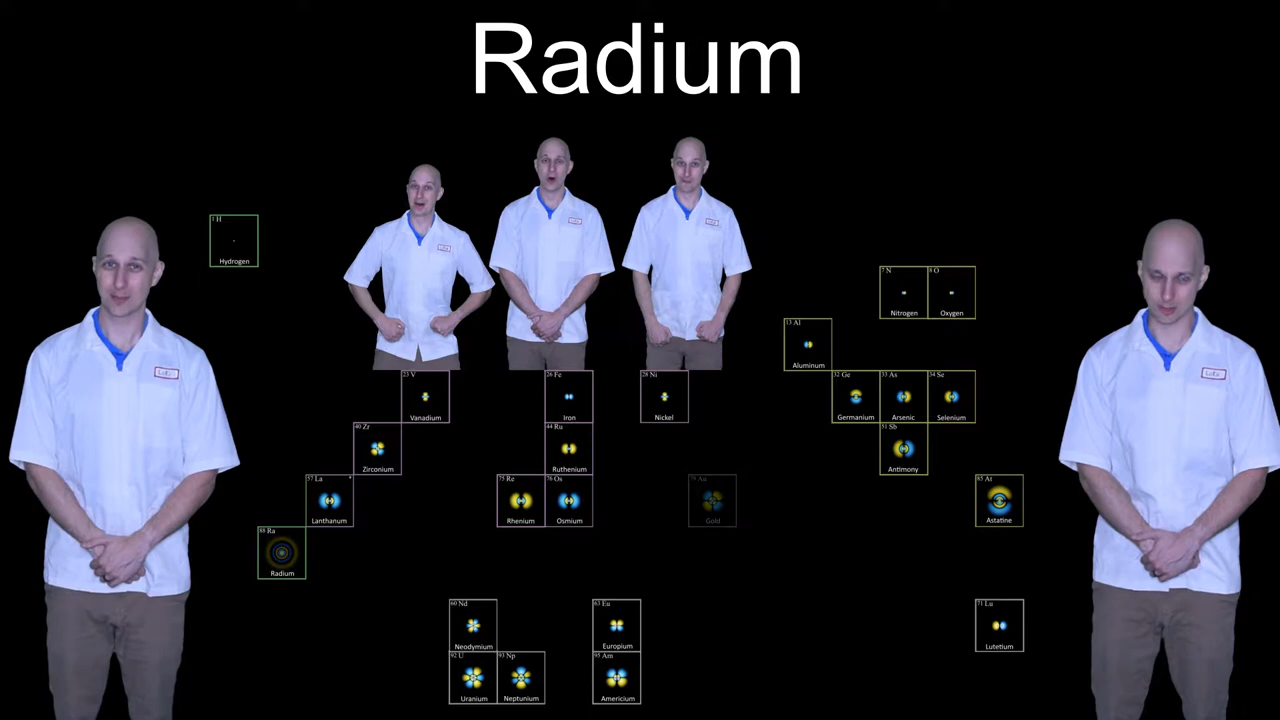 Radium
1 H
Hydrogen
7 N
Nitrogen
8 O
Oxygen
13 Al
Aluminum
23 V
Vanadium
26 Fe
Iron
28 Ni
Nickel
32 Ge
Germanium
33 As
Arsenic
34 Se
Selenium
40 Zr
Zirconium
44 Ru
Ruthenium
51 Sb
Antimony
57 La
*
Lanthanum
75 Re
Rhenium
76 Os
Osmium
79 Au
Gold
85 At
Astatine
88 Ra
Radium
60 Nd
Neodymium
63 Eu
Europium
71 Lu
Lutetium
92 U
Uranium
93 Np
Neptunium
95 Am
Americium